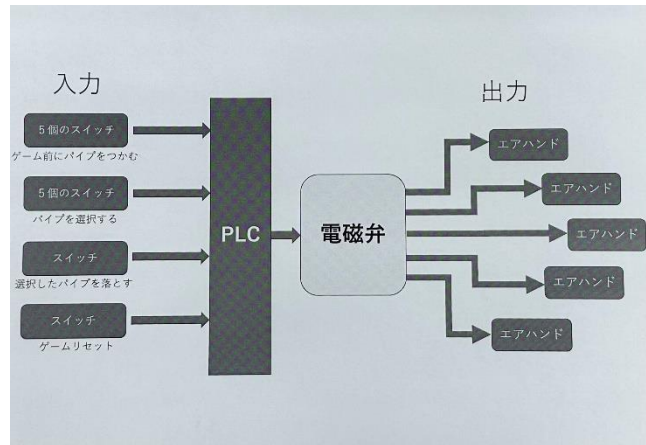 入力
5個のスイッチ
ゲーム前にパイプをつかむ
5個のスイッチ
パイプを選択する
スイッチ
選択したパイプを落とす
スイッチ
ゲームリセット
PLC
電磁弁
出力
エアハンド
エアハンド
エアハンド
エアハンド
エアハンド